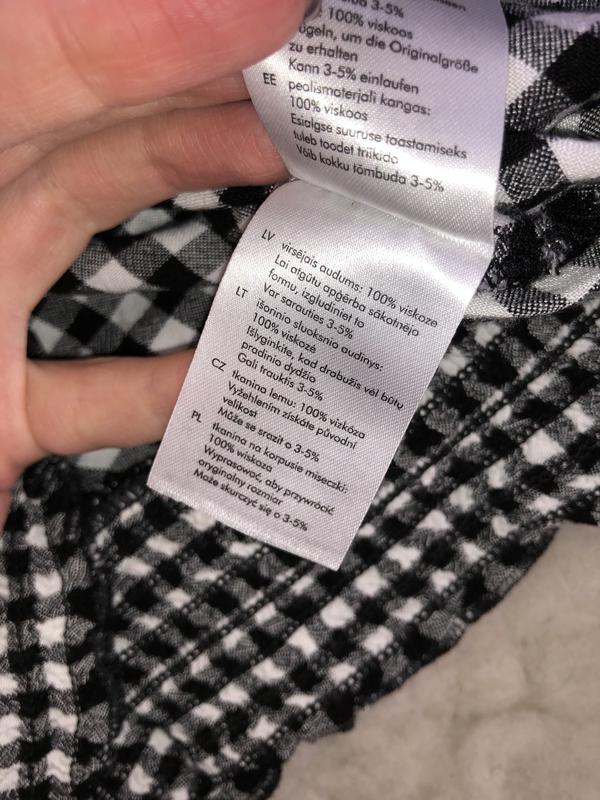 3-5%
: 100% viskoos
ügeln, um die Originalgröße
zu erhalten
Kann 3-5% einlaufen
EE pealismaterjali kangas:
100% viskoos
Esialgse suuruse taastamiseks
tuleb toodet triikida
Võib kokku tõmbuda 3-5%
LV virsējais audums: 100% viskoze
Lai atgūtu apģērba sākotnējo
formu, izgludiniet to
Var sarauties 3-5%
LT išorinio sluoksnio audinys:
100% viskozė
Išlyginkite, kad drabužis vėl būtų
pradinio dydžio
Gali trauktis 3-5%
CZ tkanina lemu: 100% viskóza
Vyžehlením získáte původní
velikost
Může se srazit o 3-5%
PL tkanina na korpusie miseczki:
100% wiskoza
Wyprasować, aby przywrócić
oryginalny rozmiar
Może skurczyć się o 3-5%